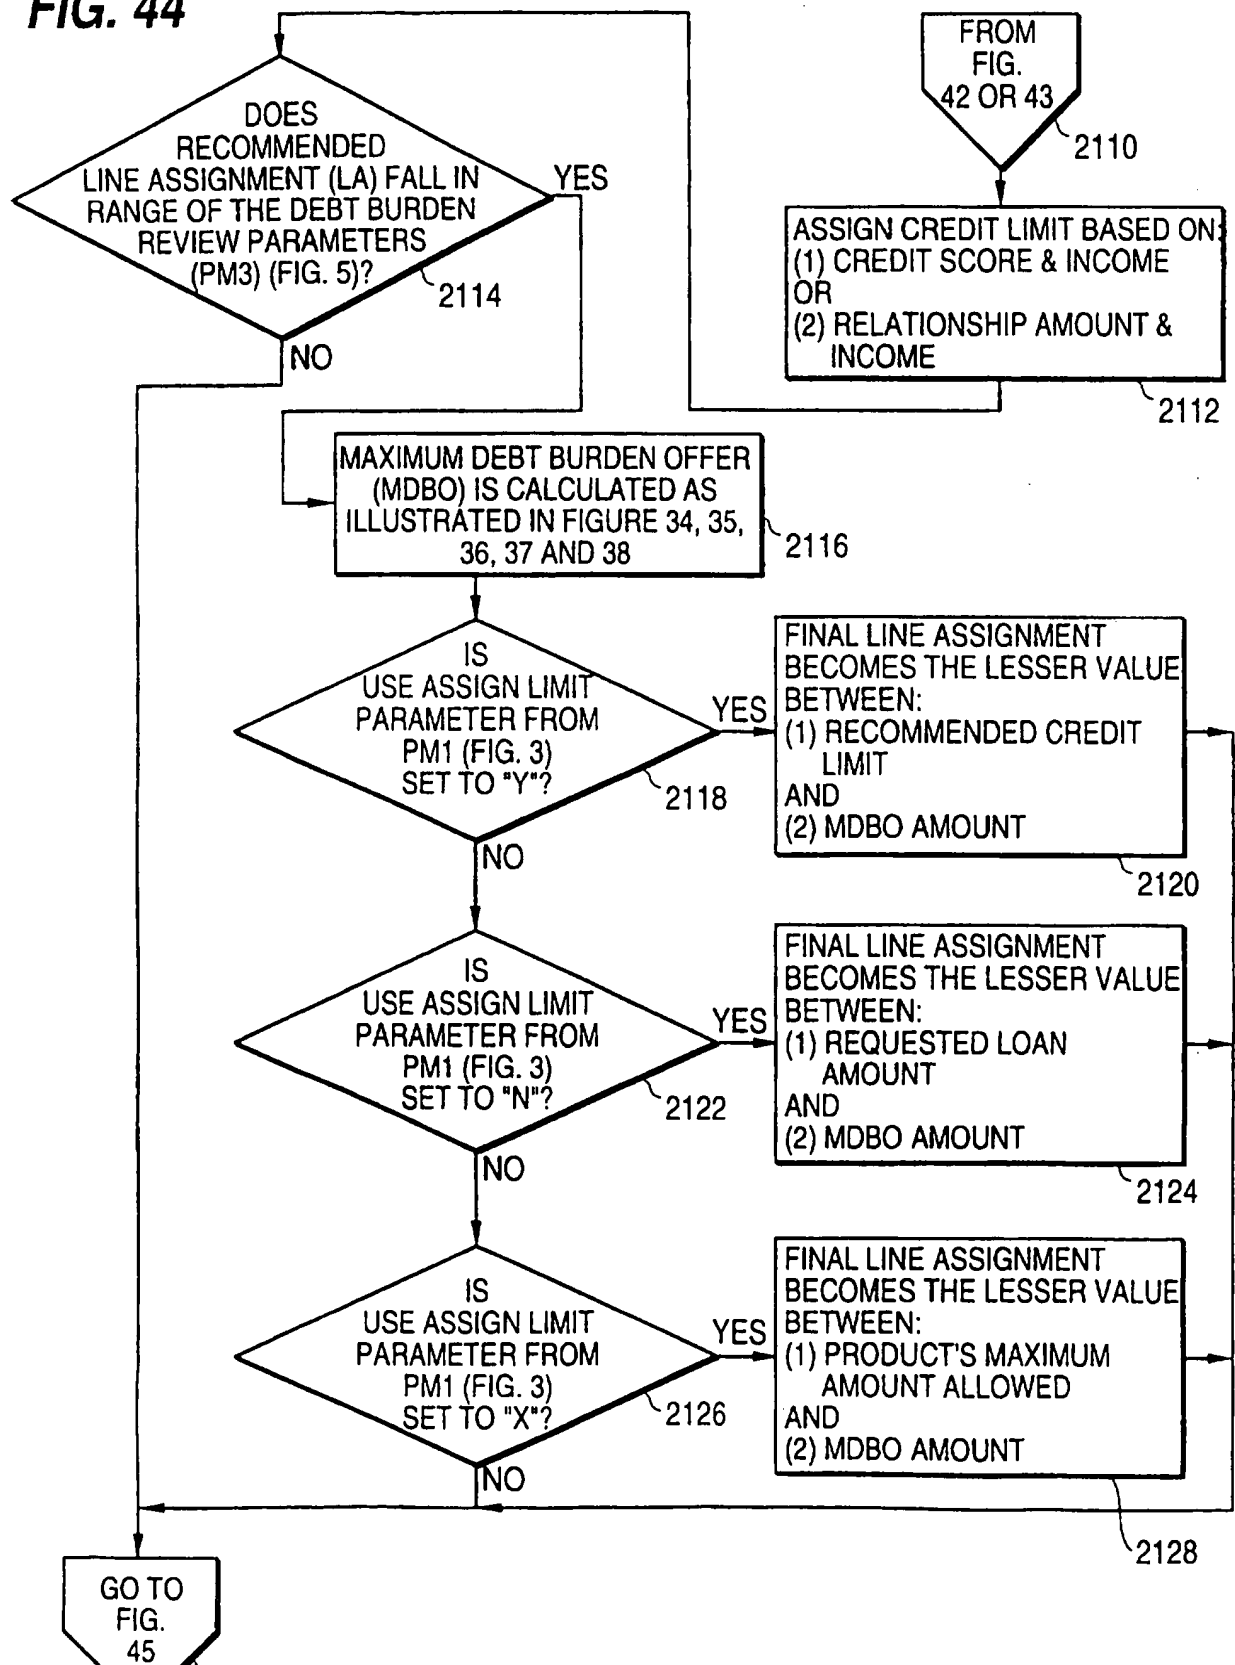 FIG. 44
FROM
FIG.
42 OR 43
2110
ASSIGN CREDIT LIMIT BASED ON:
(1) CREDIT SCORE & INCOME
OR
(2) RELATIONSHIP AMOUNT &
INCOME
2112
DOES
RECOMMENDED
LINE ASSIGNMENT (LA) FALL IN
RANGE OF THE DEBT BURDEN
REVIEW PARAMETERS
(PM3) (FIG. 5)?
2114
YES
NO
MAXIMUM DEBT BURDEN OFFER
(MDBO) IS CALCULATED AS
ILLUSTRATED IN FIGURE 34, 35,
36, 37 AND 38
2116
IS
USE ASSIGN LIMIT
PARAMETER FROM
PM1 (FIG. 3)
SET TO "Y"?
2118
YES
NO
FINAL LINE ASSIGNMENT
BECOMES THE LESSER VALUE
BETWEEN:
(1) RECOMMENDED CREDIT
LIMIT
AND
(2) MDBO AMOUNT
2120
IS
USE ASSIGN LIMIT
PARAMETER FROM
PM1 (FIG. 3)
SET TO "N"?
2122
YES
NO
FINAL LINE ASSIGNMENT
BECOMES THE LESSER VALUE
BETWEEN:
(1) REQUESTED LOAN
AMOUNT
AND
(2) MDBO AMOUNT
2124
IS
USE ASSIGN LIMIT
PARAMETER FROM
PM1 (FIG. 3)
SET TO "X"?
2126
YES
NO
FINAL LINE ASSIGNMENT
BECOMES THE LESSER VALUE
BETWEEN:
(1) PRODUCT'S MAXIMUM
AMOUNT ALLOWED
AND
(2) MDBO AMOUNT
2128
GO TO
FIG.
45